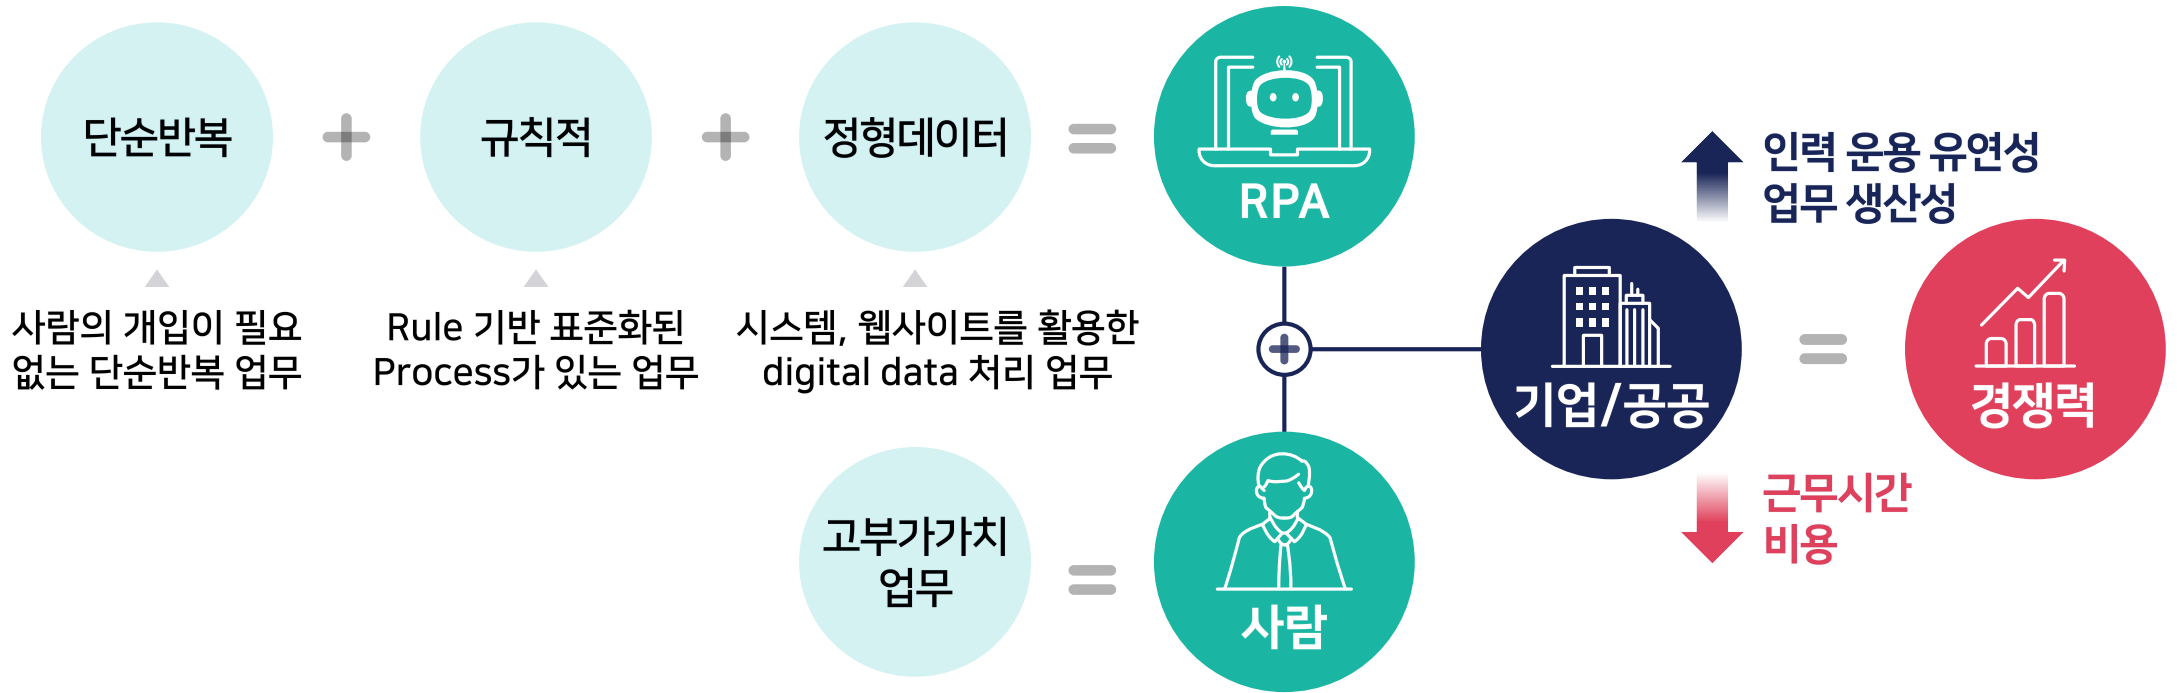 단순반복
규칙적
정형데이터
RPA
사람의 개입이 필요
없는 단순반복 업무
Rule 기반 표준화된
Process가 있는 업무
시스템, 웹사이트를 활용한
digital data 처리 업무
고부가가치
업무
사람
기업/공공
인력 운용 유연성
업무 생산성
근무시간
비용
경쟁력